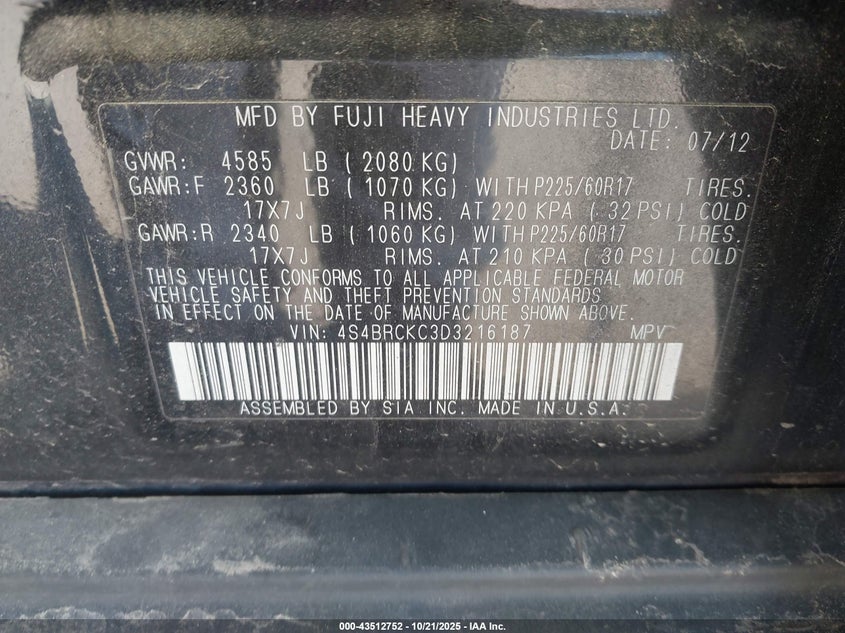 MFD BY FUJI HEAVY INDUSTRIES LTD.
DATE: 07/12
GVWR: 4585 LB ( 2080 KG)
GAWR:F 2360 LB ( 1070 KG) WITH P225/60R17 TIRES.
17X7J RIMS. AT 220 KPA ( 32 PSI) COLD
GAWR:R 2340 LB ( 1060 KG) WITH P225/60R17 TIRES.
17X7J RIMS. AT 210 KPA ( 30 PSI) COLD
THIS VEHICLE CONFORMS TO ALL APPLICABLE FEDERAL MOTOR
VEHICLE SAFETY AND THEFT PREVENTION STANDARDS
IN EFFECT ON THE DATE OF MANUFACTURE SHOWN ABOVE.
VIN: 4S4BRCKC3D3216187 MPV
ASSEMBLED BY SIA INC. MADE IN U.S.A.
000-43512752 - 10/21/2025 - IAA Inc.